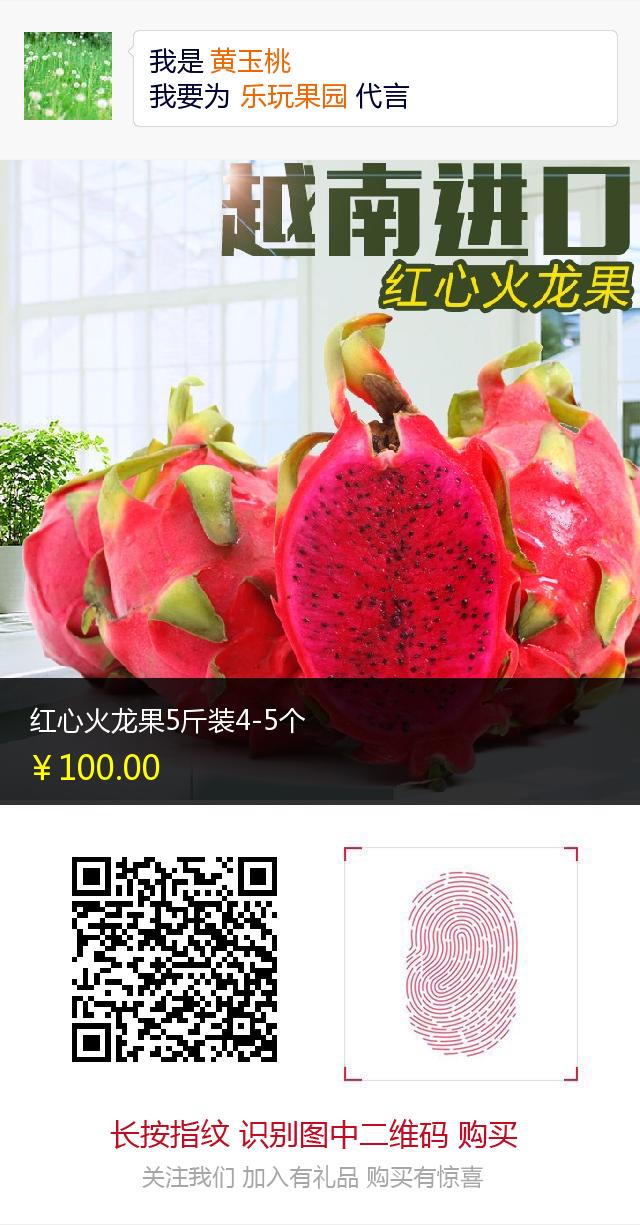 我是 黄玉桃
我要为 乐玩果园 代言
越南进口
红心火龙果
红心火龙果5斤装4-5个
￥100.00
长按指纹 识别图中二维码 购买
关注我们 加入有礼品 购买有惊喜